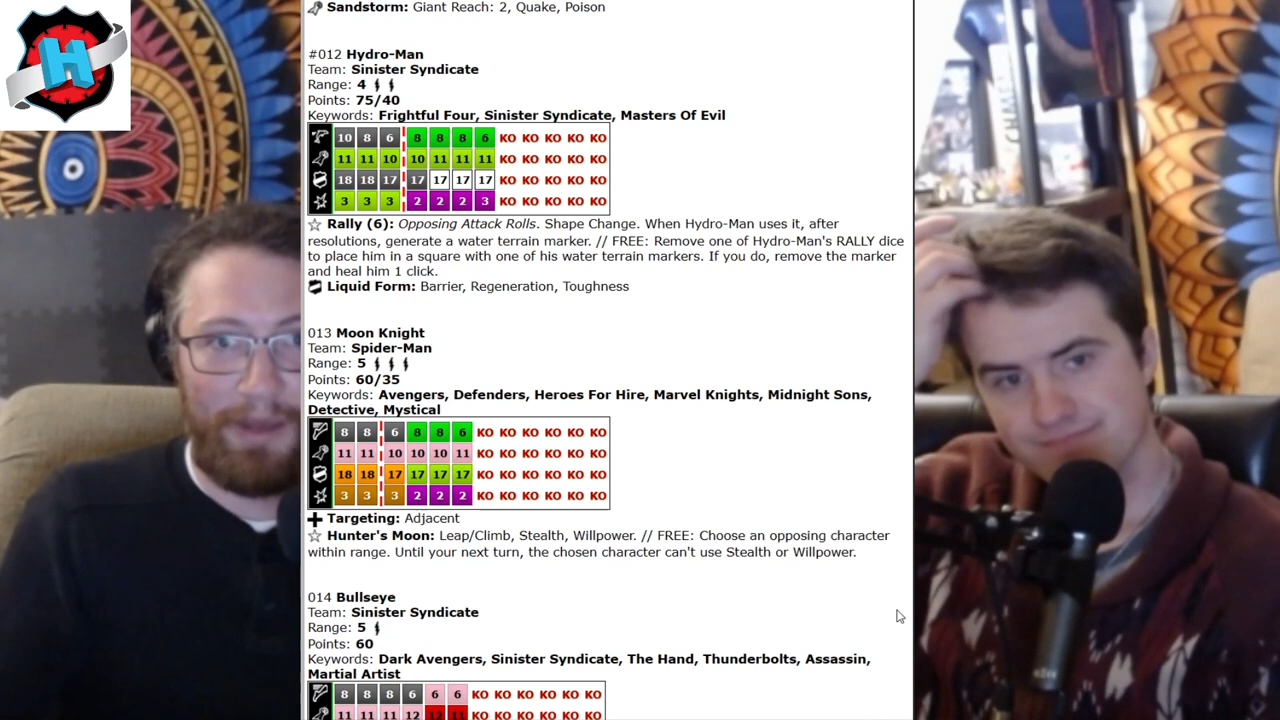 H
Sandstorm: Giant Reach: 2, Quake, Poison
#012 Hydro-Man
Team: Sinister Syndicate
Range: 4
Points: 75/40
Keywords: Frightful Four, Sinister Syndicate, Masters Of Evil
10 8 6 8 8 8 6 KO KO KO KO KO
11 11 10 10 11 11 11 KO KO KO KO KO
18 18 17 17 17 17 17 KO KO KO KO KO
3 3 3 2 2 2 3 KO KO KO KO KO
Rally (6): Opposing Attack Rolls. Shape Change. When Hydro-Man uses it, after
resolutions, generate a water terrain marker. // FREE: Remove one of Hydro-Man's RALLY dice
to place him in a square with one of his water terrain markers. If you do, remove the marker
and heal him 1 click.
Liquid Form: Barrier, Regeneration, Toughness
013 Moon Knight
Team: Spider-Man
Range: 5
Points: 60/35
Keywords: Avengers, Defenders, Heroes For Hire, Marvel Knights, Midnight Sons,
Detective, Mystical
8 8 6 8 8 6 KO KO KO KO KO KO
11 11 10 10 10 11 KO KO KO KO KO KO
18 18 17 17 17 17 KO KO KO KO KO KO
3 3 3 2 2 2 KO KO KO KO KO KO
Targeting: Adjacent
Hunter's Moon: Leap/Climb, Stealth, Willpower. // FREE: Choose an opposing character
within range. Until your next turn, the chosen character can't use Stealth or Willpower.
014 Bullseye
Team: Sinister Syndicate
Range: 5
Points: 60
Keywords: Dark Avengers, Sinister Syndicate, The Hand, Thunderbolts, Assassin,
Martial Artist
8 8 8 6 6 6 KO KO KO KO KO KO
11 11 11 12 12 11 KO KO KO KO KO KO